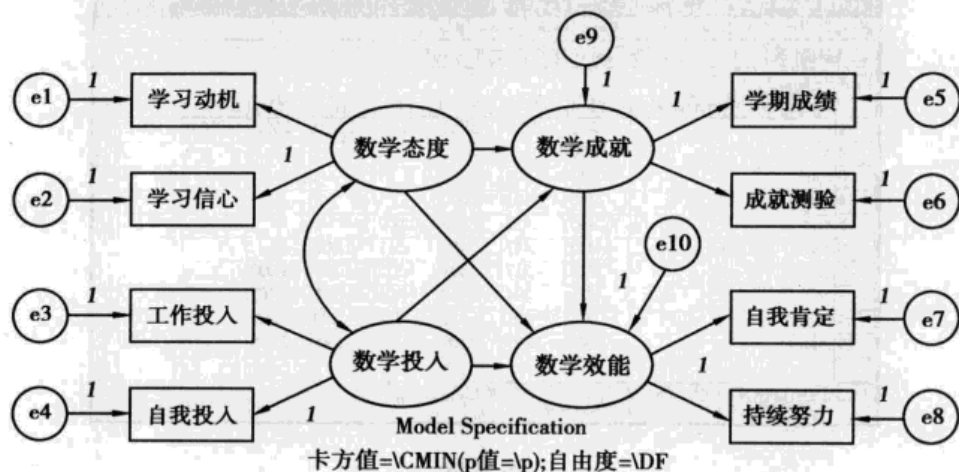 e9
1
e1
1
学习动机
数学态度
数学成就
1
学期成绩
1
e5
1
e2
1
学习信心
成就测验
1
e6
e10
e3
1
工作投入
1
自我肯定
1
e7
数学投入
数学效能
1
e4
1
自我投入
1
持续努力
1
e8
Model Specification
卡方值=\CMIN(p值=\p);自由度=\DF